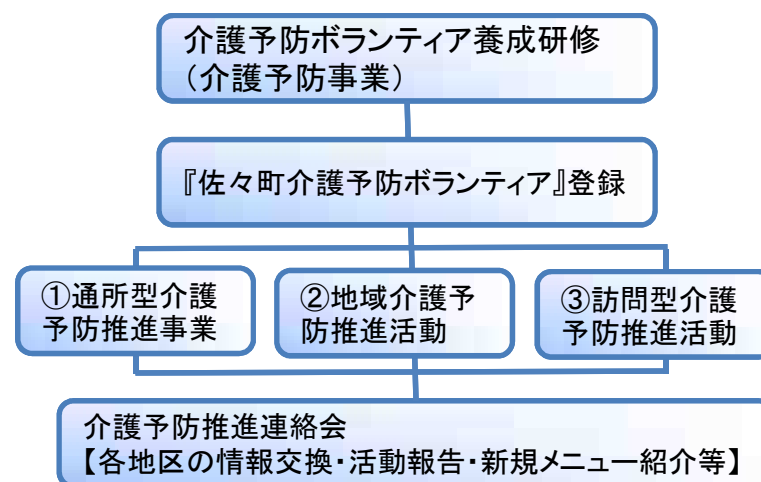 介護予防ボランティア養成研修
（介護予防事業）
『佐々町介護予防ボランティア』登録
①通所型介護
予防推進事業
②地域介護予
防推進活動
③訪問型介護
予防推進活動
介護予防推進連絡会
【各地区の情報交換・活動報告・新規メニュー紹介等】